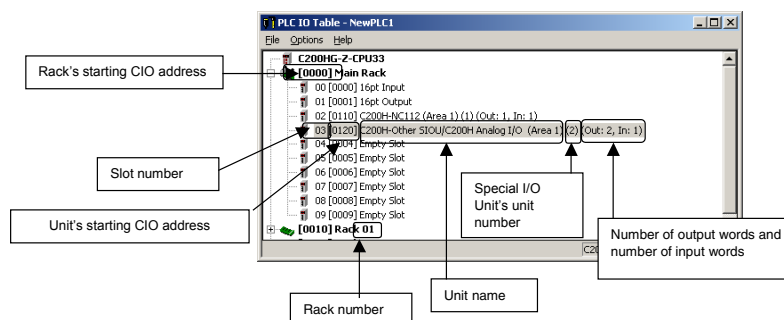 PLC IO Table - NewPLC1
File Options Help
C200HG-Z-CPU33
[0000] Main Rack
00 [0000] 16pt Input
01 [0001] 16pt Output
02 [0110] C200H-NC112 (Area 1) (1) (Out: 1, In: 1)
03 [0120] C200H-Other SIOU/C200H Analog I/O (Area 1) (2) (Out: 2, In: 1)
04 [0004] Empty Slot
05 [0005] Empty Slot
06 [0006] Empty Slot
07 [0007] Empty Slot
08 [0008] Empty Slot
09 [0009] Empty Slot
[0010] Rack 01
Rack's starting CIO address
Slot number
Unit's starting CIO address
Rack number
Unit name
Special I/O
Unit's unit
number
Number of output words and
number of input words